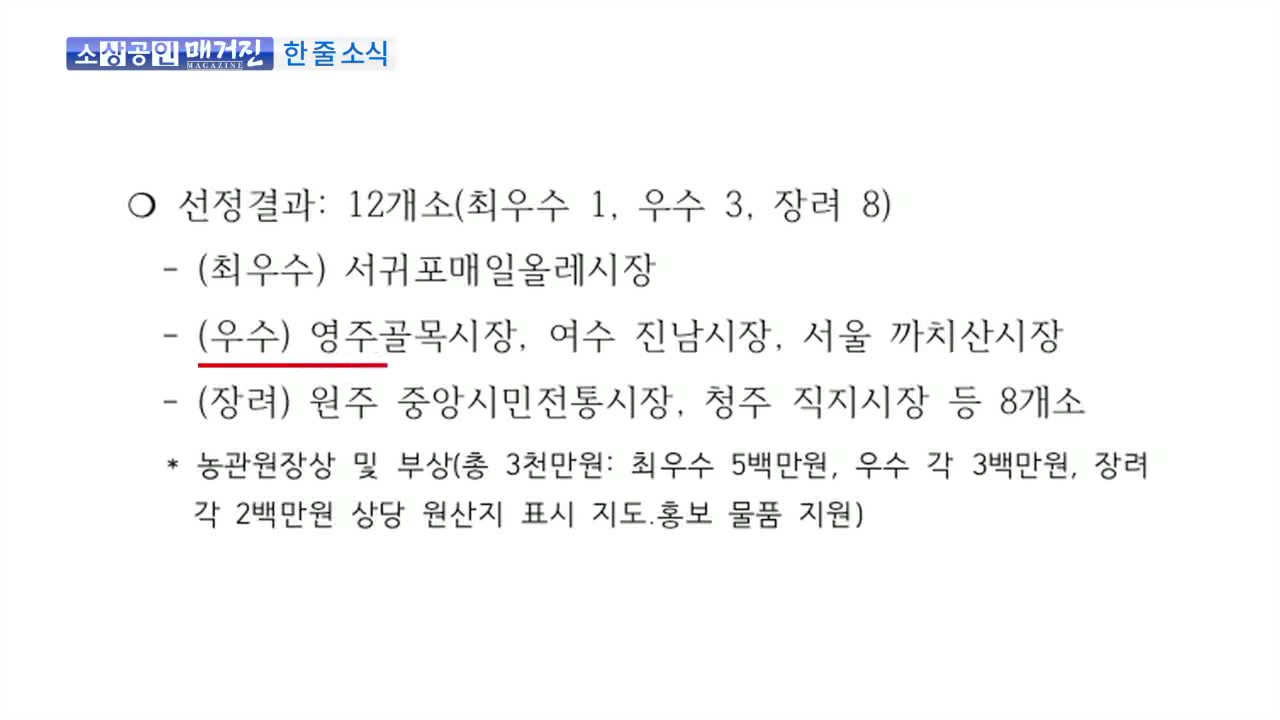 소상공인 매거진 한 줄 소식
MAGAZINE
❍ 선정결과: 12개소(최우수 1, 우수 3, 장려 8)
- (최우수) 서귀포매일올레시장
- (우수) 영주골목시장, 여수 진남시장, 서울 까치산시장
- (장려) 원주 중앙시민전통시장, 청주 직지시장 등 8개소
* 농관원장상 및 부상(총 3천만원: 최우수 5백만원, 우수 각 3백만원, 장려
각 2백만원 상당 원산지 표시 지도.홍보 물품 지원)